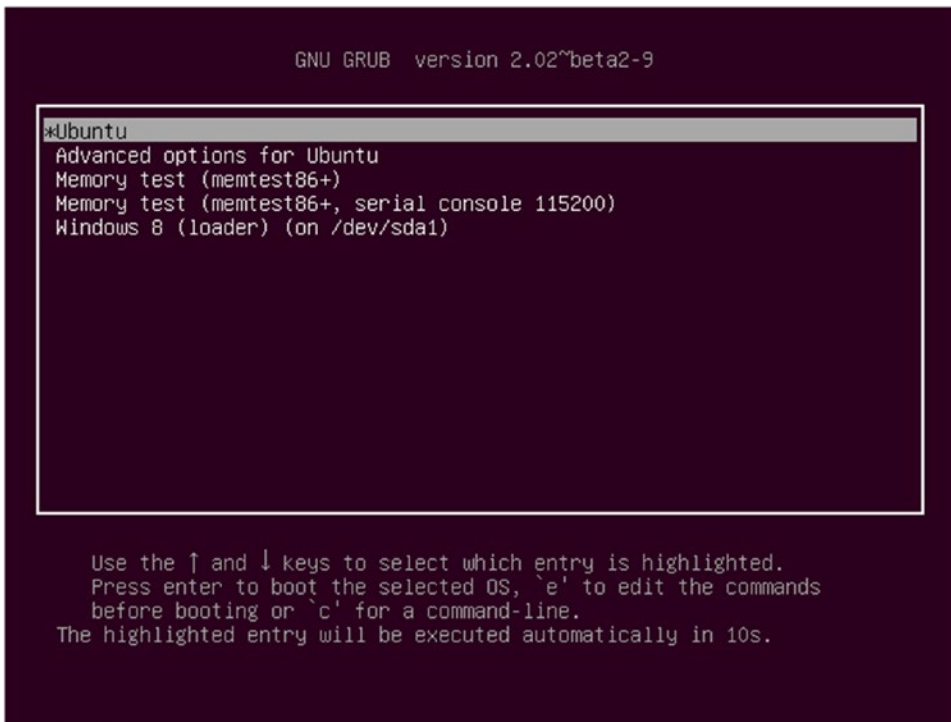 GNU GRUB version 2.02~beta2-9
*Ubuntu
Advanced options for Ubuntu
Memory test (memtest86+)
Memory test (memtest86+, serial console 115200)
Windows 8 (loader) (on /dev/sda1)
Use the ↑ and ↓ keys to select which entry is highlighted.
Press enter to boot the selected OS, `e' to edit the commands
before booting or `c' for a command-line.
The highlighted entry will be executed automatically in 10s.